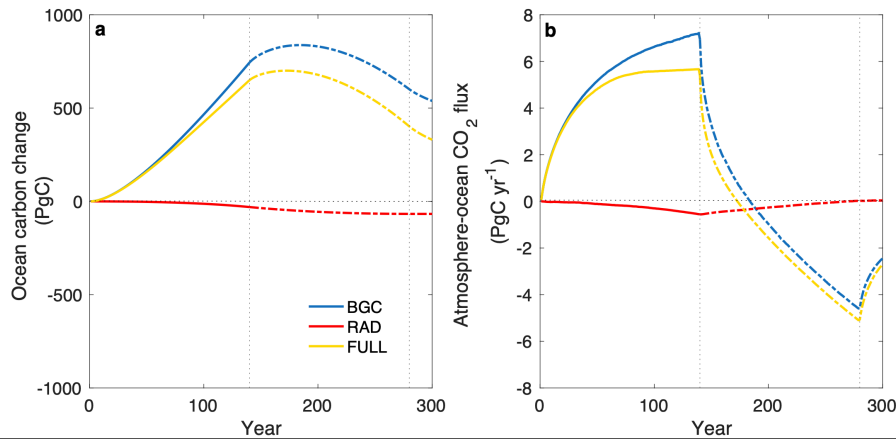 a
1000
500
0
-500
-1000
Ocean carbon change
(PgC)
BGC
RAD
FULL
0 100 200 300
Year
b
8
6
4
2
0
-2
-4
-6
-8
Atmosphere-ocean CO2 flux
(PgC yr-1)
0 100 200 300
Year